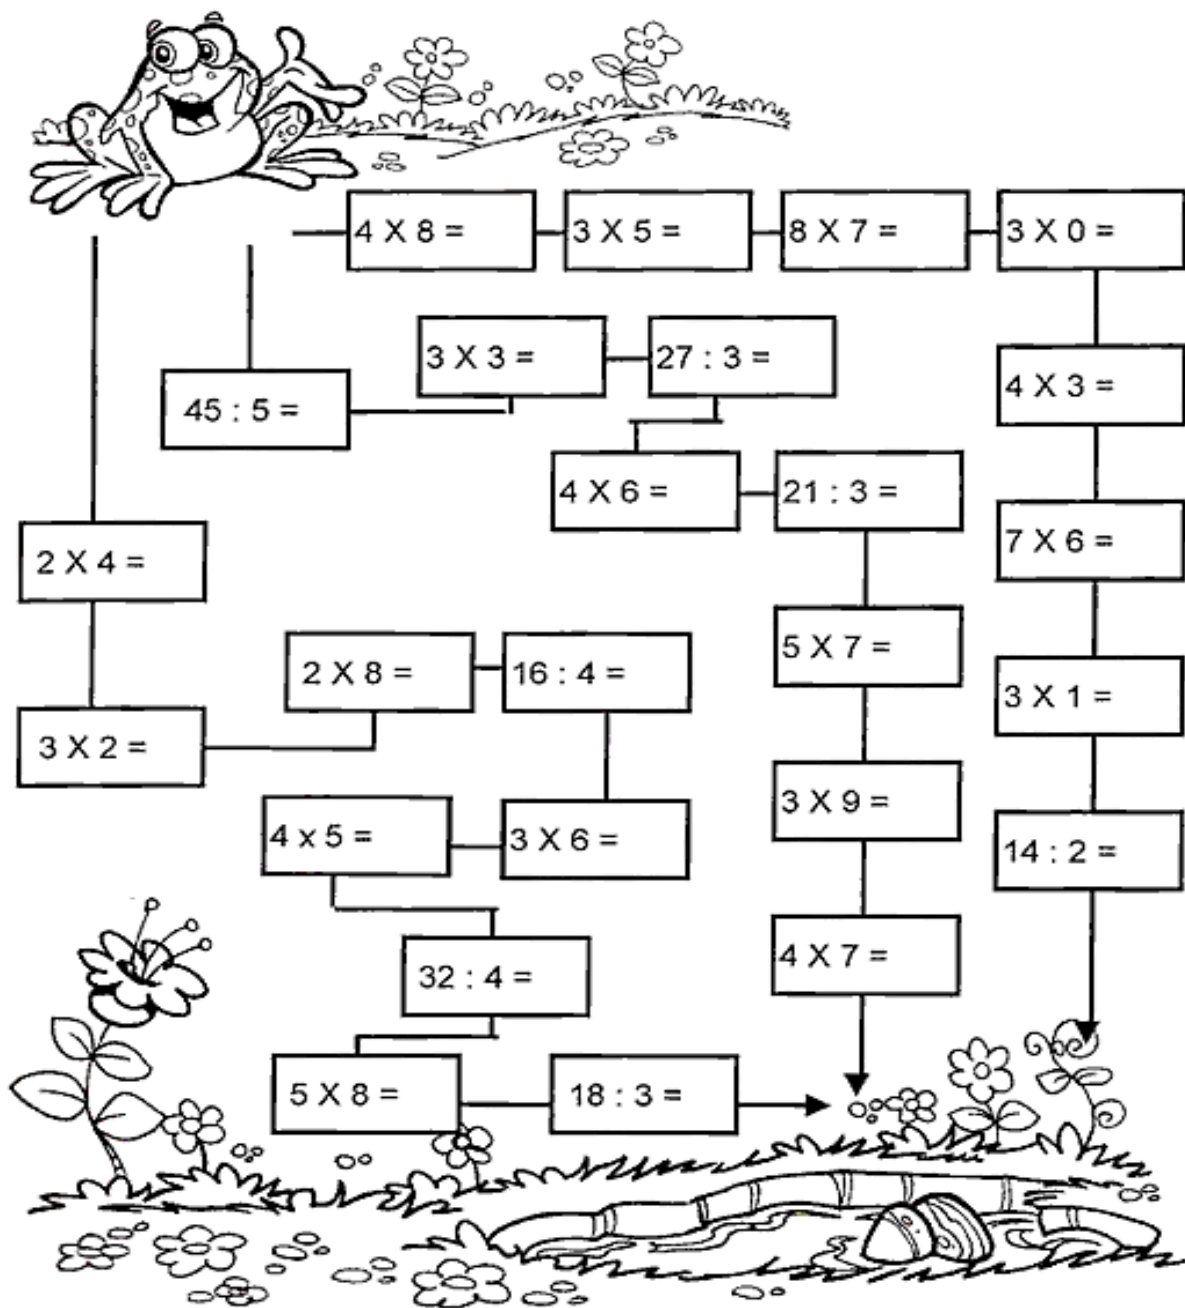 4 X 8 =
3 X 5 =
8 X 7 =
3 X 0 =
3 X 3 =
27 : 3 =
4 X 3 =
45 : 5 =
4 X 6 =
21 : 3 =
7 X 6 =
2 X 4 =
5 X 7 =
2 X 8 =
16 : 4 =
3 X 1 =
3 X 2 =
3 X 9 =
4 x 5 =
3 X 6 =
14 : 2 =
4 X 7 =
32 : 4 =
5 X 8 =
18 : 3 =